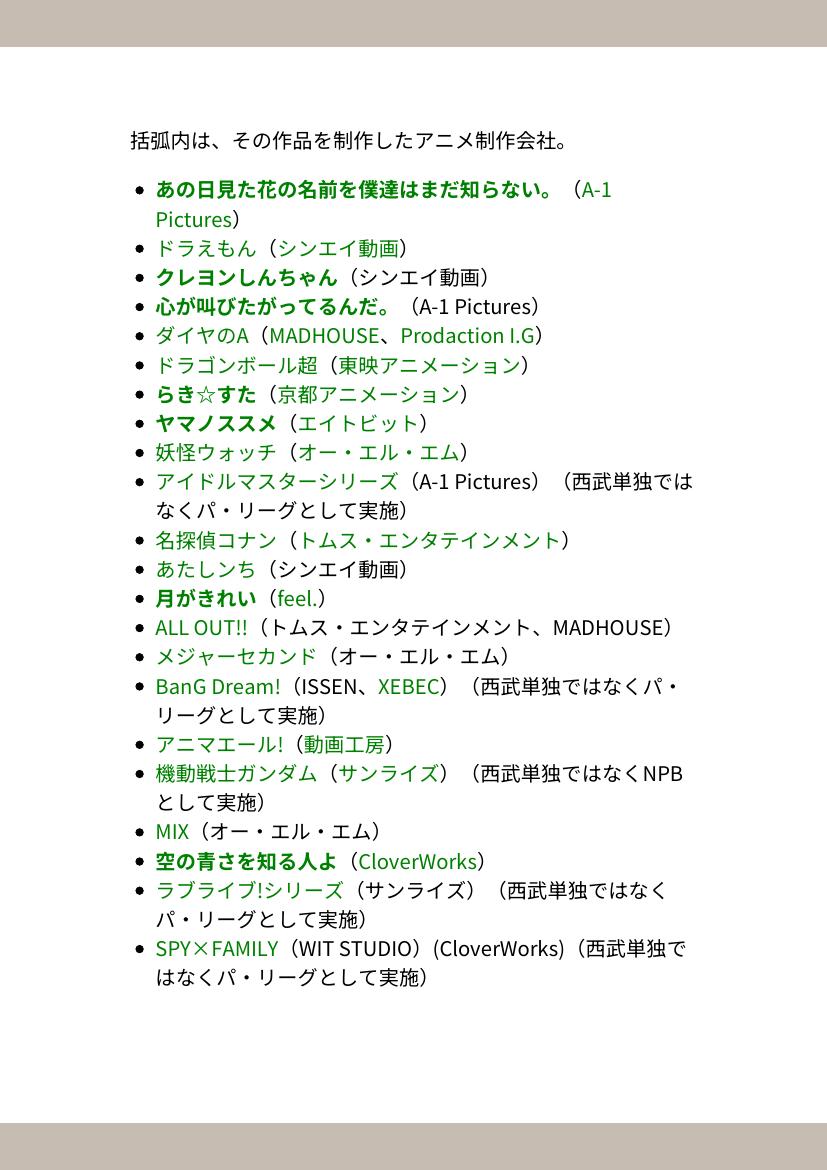 括弧内は、その作品を制作したアニメ制作会社。
• あの日見た花の名前を僕達はまだ知らない。（A-1
Pictures）
• ドラえもん（シンエイ動画）
• クレヨンしんちゃん（シンエイ動画）
• 心が叫びたがってるんだ。（A-1 Pictures）
• ダイヤのA（MADHOUSE、Prodaction I.G）
• ドラゴンボール超（東映アニメーション）
• らき☆すた（京都アニメーション）
• ヤマノススメ（エイトビット）
• 妖怪ウォッチ（オー・エル・エム）
• アイドルマスターシリーズ（A-1 Pictures）（西武単独では
なくパ・リーグとして実施）
• 名探偵コナン（トムス・エンタテインメント）
• あたしンち（シンエイ動画）
• 月がきれい（feel.）
• ALL OUT!!（トムス・エンタテインメント、MADHOUSE）
• メジャーセカンド（オー・エル・エム）
• BanG Dream!（ISSEN、XEBEC）（西武単独ではなくパ・
リーグとして実施）
• アニマエール!（動画工房）
• 機動戦士ガンダム（サンライズ）（西武単独ではなくNPB
として実施）
• MIX（オー・エル・エム）
• 空の青さを知る人よ（CloverWorks）
• ラブライブ!シリーズ（サンライズ）（西武単独ではなく
パ・リーグとして実施）
• SPY×FAMILY（WIT STUDIO）(CloverWorks)（西武単独で
はなくパ・リーグとして実施）